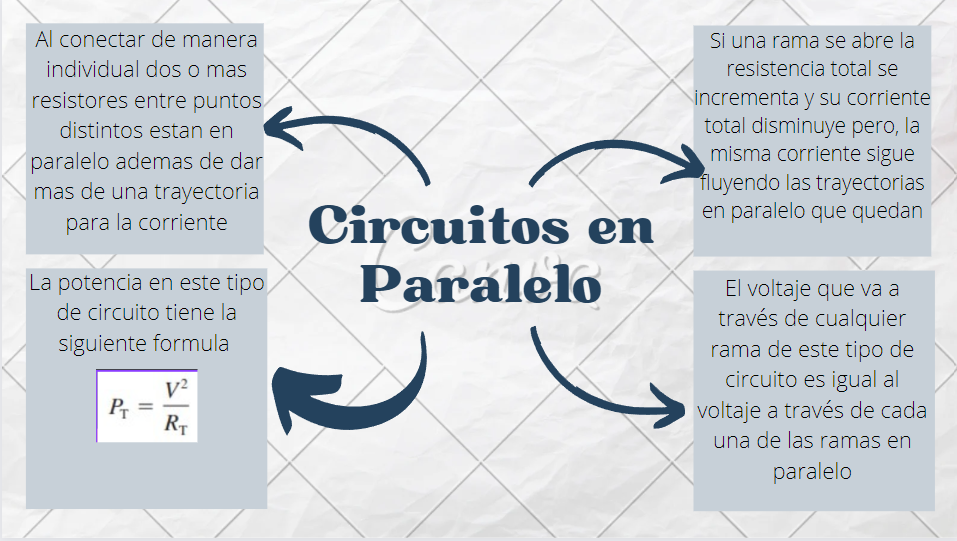 Al conectar de manera
individual dos o mas
resistores entre puntos
distintos estan en
paralelo ademas de dar
mas de una trayectoria
para la corriente
La potencia en este tipo
de circuito tiene la
siguiente formula
P_T = V² / R_T
Circuitos en
Paralelo
Canva
Si una rama se abre la
resistencia total se
incrementa y su corriente
total disminuye pero, la
misma corriente sigue
fluyendo las trayectorias
en paralelo que quedan
El voltaje que va a
través de cualquier
rama de este tipo de
circuito es igual al
voltaje a través de cada
una de las ramas en
paralelo